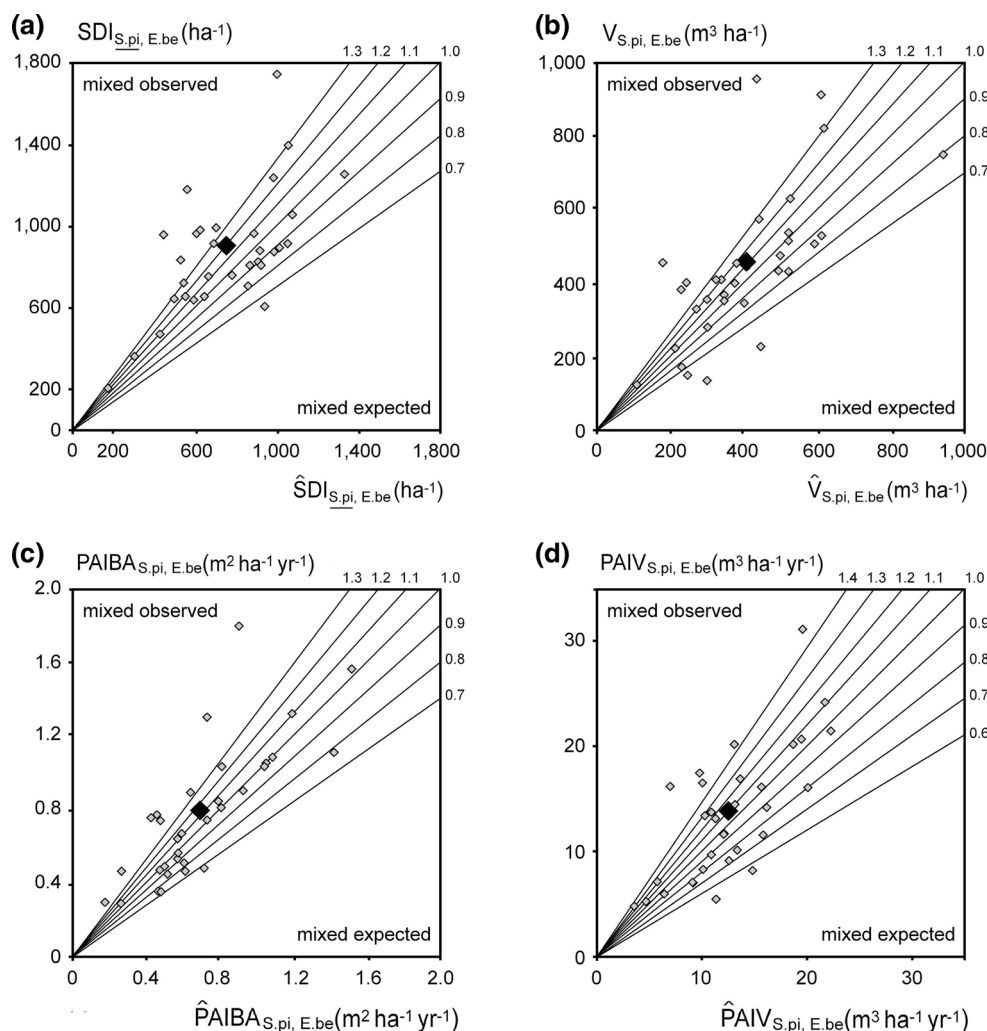 (a) SDI S.pi, E.be (ha-1)
1.3 1.2 1.1 1.0
1,800
mixed observed
0.9
0.8
1,400
0.7
1,000
600
200
mixed expected
0
0 200 600 1,000 1,400 1,800
ŜDI S.pi, E.be (ha-1)
(b) V S.pi, E.be (m3 ha-1)
1.3 1.2 1.1 1.0
1,000
mixed observed
0.9
800
0.8
0.7
600
400
200
mixed expected
0
0 200 400 600 800 1,000
V̂ S.pi, E.be (m3 ha-1)
(c) PAIBA S.pi, E.be (m2 ha-1 yr-1)
1.3 1.2 1.1 1.0
2.0
mixed observed
0.9
1.6
0.8
0.7
1.2
0.8
0.4
mixed expected
0
0 0.4 0.8 1.2 1.6 2.0
P̂AIBA S.pi, E.be (m2 ha-1 yr-1)
(d) PAIV S.pi, E.be (m3 ha-1 yr-1)
1.4 1.3 1.2 1.1 1.0
mixed observed
0.9
30
0.8
0.7
0.6
20
10
mixed expected
0
0 10 20 30
P̂AIV S.pi, E.be (m3 ha-1 yr-1)